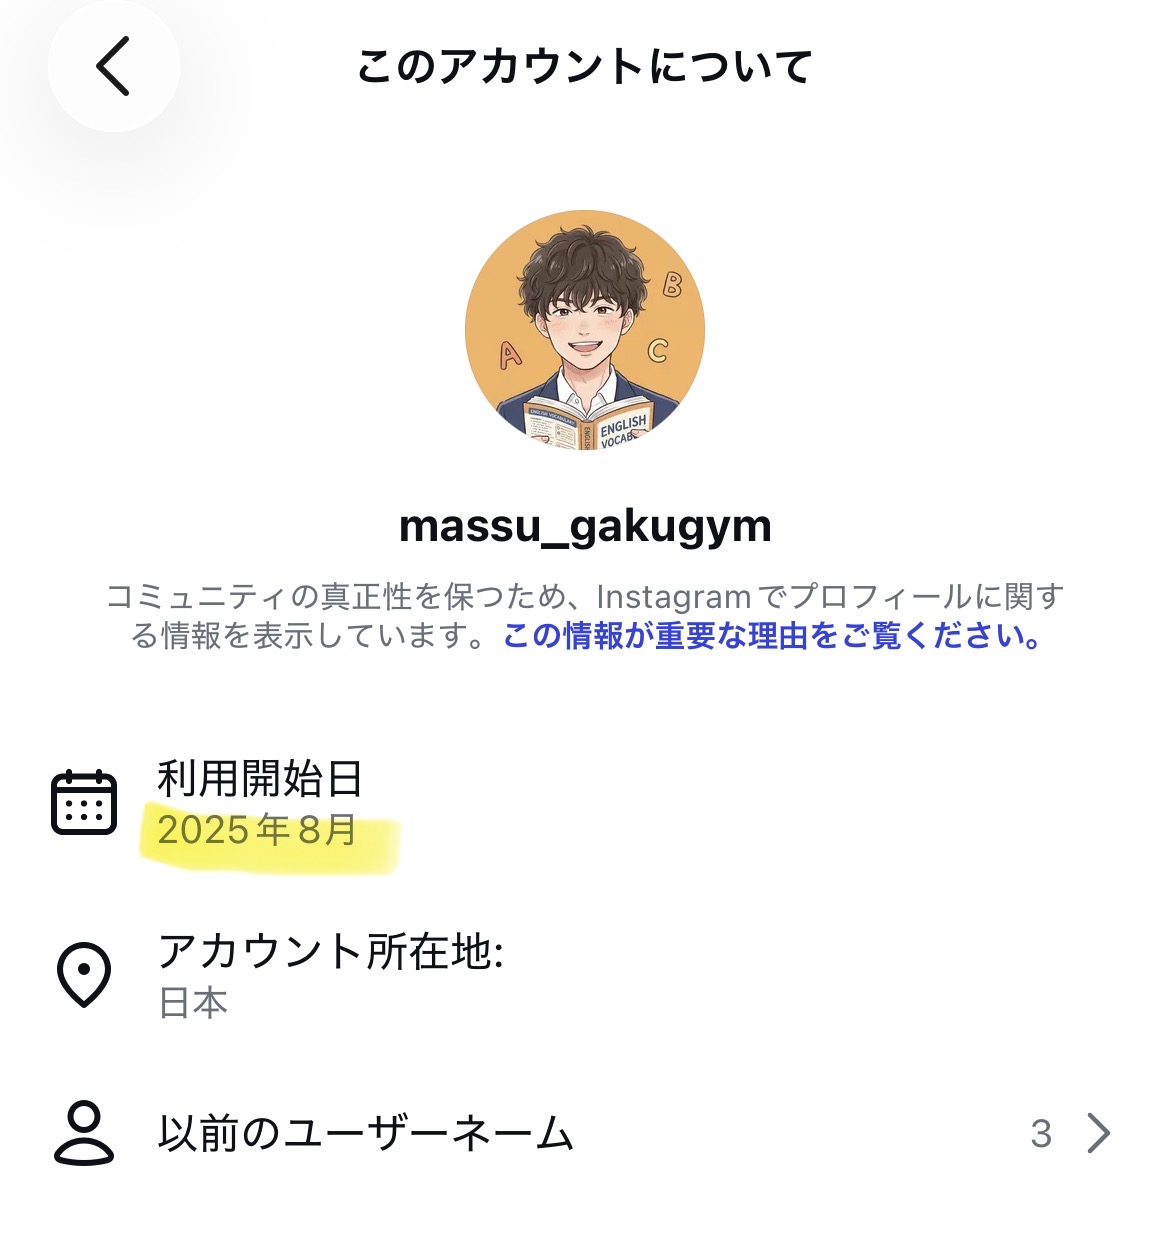 このアカウントについて
B
A
C
ENGLISH VOCABULARY
ENGLISH
VOCAB
massu_gakugym
コミュニティの真正性を保つため、Instagramでプロフィールに関す
る情報を表示しています。この情報が重要な理由をご覧ください。
利用開始日
2025年8月
アカウント所在地:
日本
以前のユーザーネーム
3